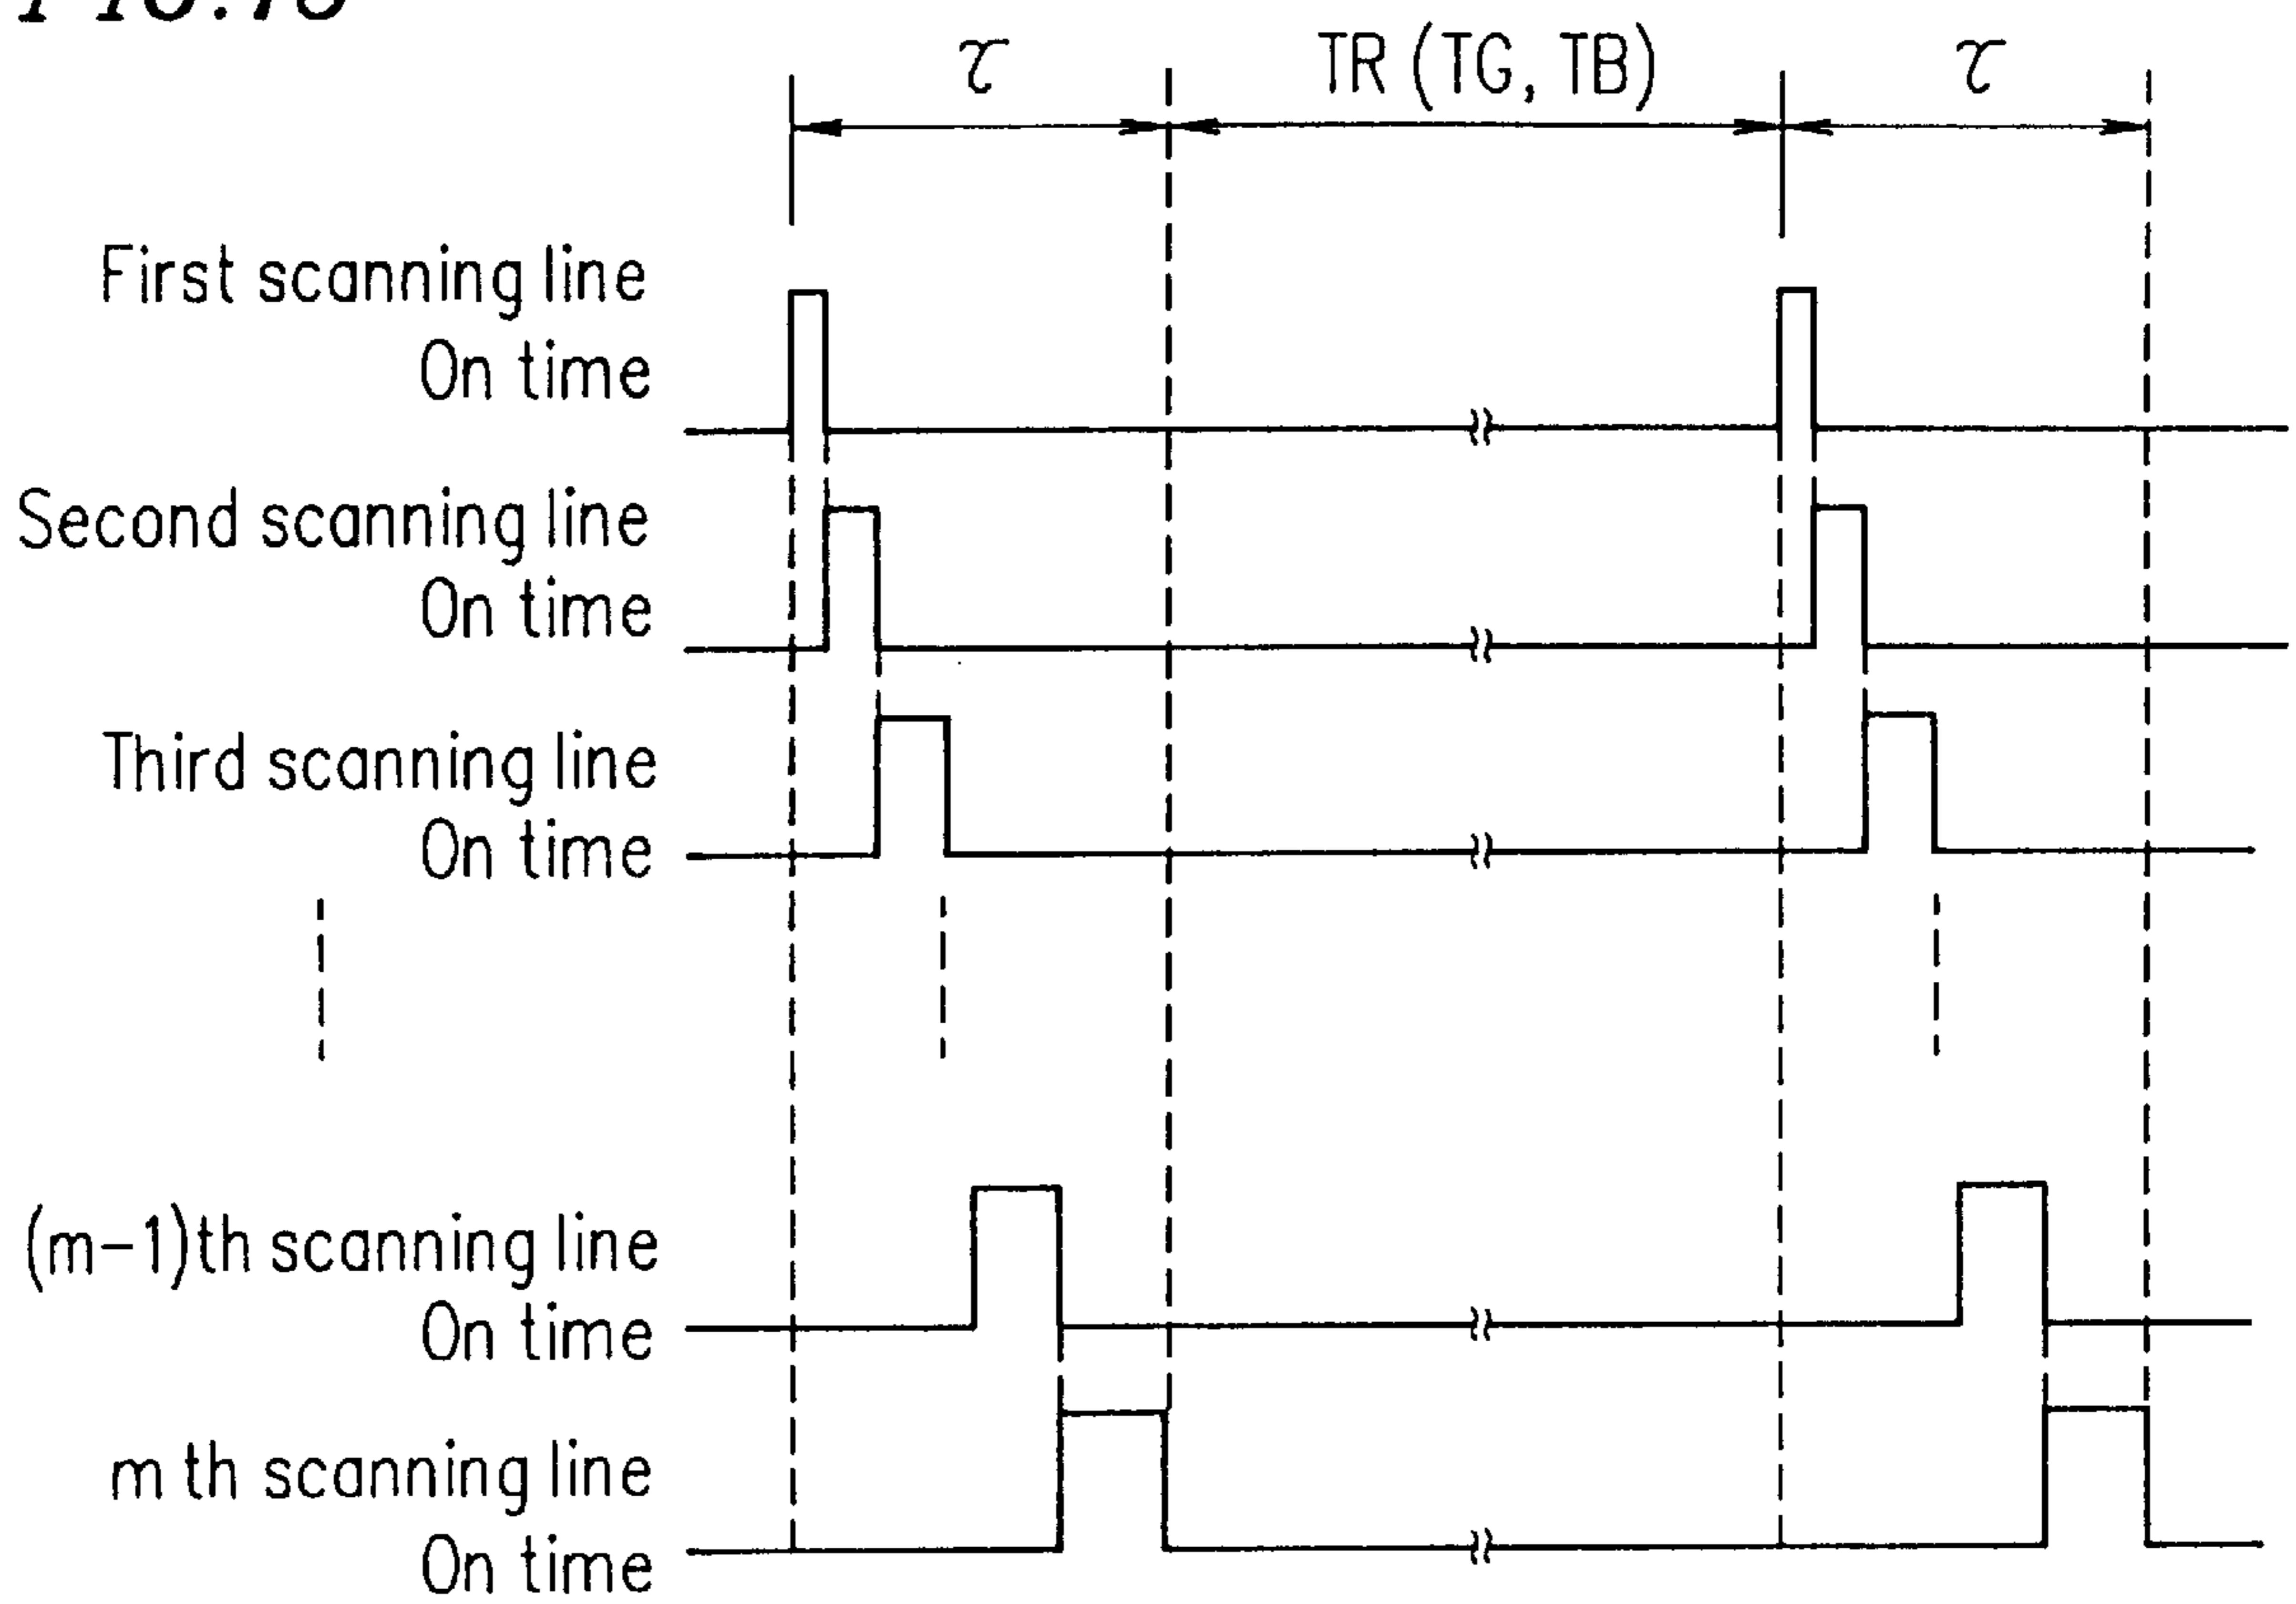 τ TR (TG, TB) τ
First scanning line
On time
Second scanning line
On time
Third scanning line
On time
(m-1)th scanning line
On time
m th scanning line
On time